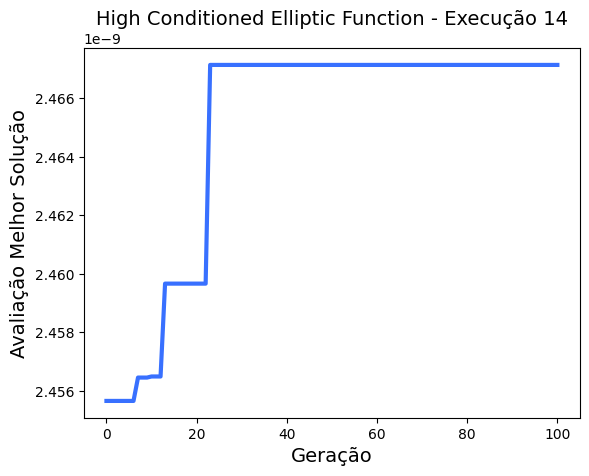 High Conditioned Elliptic Function - Execução 14
1e−9
2.466
2.464
2.462
2.460
2.458
2.456
Avaliação Melhor Solução
0 20 40 60 80 100
Geração